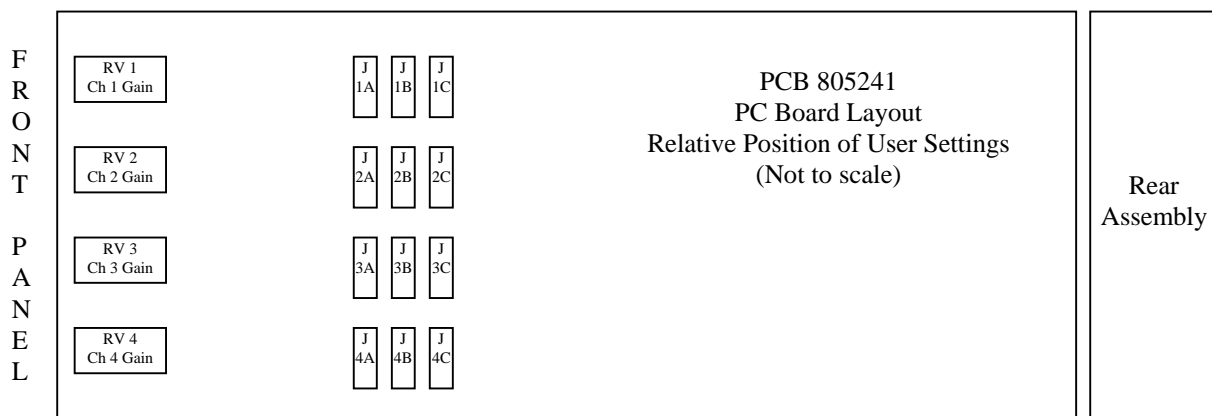 FRONT PANEL
RV 1
Ch 1 Gain
J
1A
J
1B
J
1C
RV 2
Ch 2 Gain
J
2A
J
2B
J
2C
RV 3
Ch 3 Gain
J
3A
J
3B
J
3C
RV 4
Ch 4 Gain
J
4A
J
4B
J
4C
PCB 805241
PC Board Layout
Relative Position of User Settings
(Not to scale)
Rear
Assembly